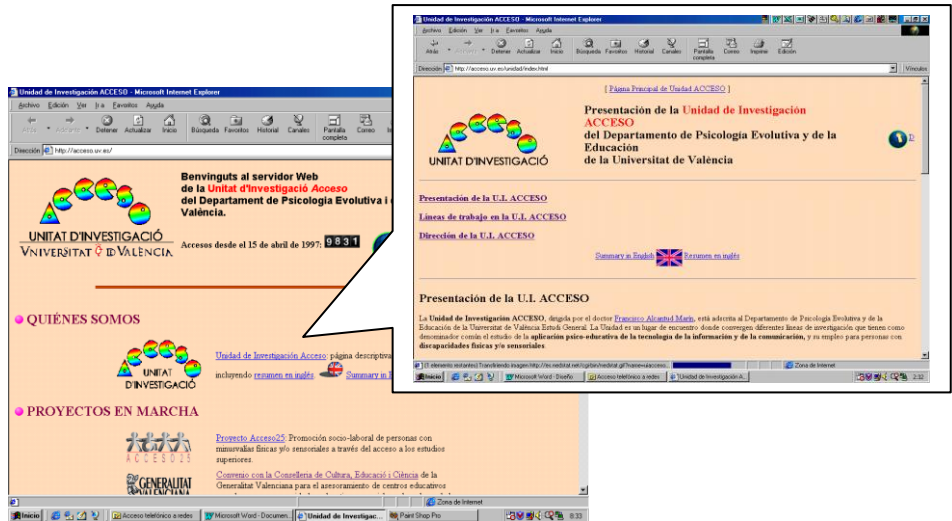 Unidad de Investigación ACCESO - Microsoft Internet Explorer
Archivo Edición Ver Ir a Favoritos Ayuda
Atrás Adelante Detener Actualizar Inicio Búsqueda Favoritos Historial Canales Pantalla completa Correo
Dirección http://acceso.uv.es/
Acceso
UNITAT D'INVESTIGACIÓ
VNIVERSITAT DE VALÈNCIA
Benvinguts al servidor Web
de la Unitat d'Investigació Acceso
del Departament de Psicologia Evolutiva i
València.
Accesos desde el 15 de abril de 1997: 9831
QUIÉNES SOMOS
Acceso
UNITAT
D'INVESTIGACIÓ
Unidad de Investigación Acceso: página descriptiva
incluyendo resumen en inglés. Summary in
PROYECTOS EN MARCHA
ACCESO25
Proyecto Acceso25: Promoción socio-laboral de personas con
minusvalías físicas y/o sensoriales a través del acceso a los estudios
superiores.
GENERALITAT
VALENCIANA
Convenio con la Conselleria de Cultura, Educació i Ciència de la
Generalitat Valenciana para el asesoramiento de centros educativos
Zona de Internet
Inicio Acceso telefónico a redes Microsoft Word - Documen... Unidad de Investigac... Paint Shop Pro 8:33
Unidad de Investigación ACCESO - Microsoft Internet Explorer
Archivo Edición Ver Ir a Favoritos Ayuda
Atrás Adelante Detener Actualizar Inicio Búsqueda Favoritos Historial Canales Pantalla completa Correo Imprimir Edición
Dirección http://acceso.uv.es/unidad/index.html Vínculos
[ Página Principal de Unidad ACCESO ]
Acceso
UNITAT D'INVESTIGACIÓ
Presentación de la Unidad de Investigación
ACCESO
del Departamento de Psicología Evolutiva y de la
Educación
de la Universitat de València
Presentación de la U.I. ACCESO
Líneas de trabajo en la U.I. ACCESO
Dirección de la U.I. ACCESO
Summary in English Resumen en inglés
Presentación de la U.I. ACCESO
La Unidad de Investigación ACCESO, dirigida por el doctor Francisco Alcantud Marín, está adscrita al Departamento de Psicología Evolutiva y de la
Educación de la Universitat de València Estudi General. La Unidad es un lugar de encuentro donde convergen diferentes líneas de investigación que tienen como
denominador común el estudio de la aplicación psico-educativa de la tecnología de la información y de la comunicación, y su empleo para personas con
discapacidades físicas y/o sensoriales
Zona de Internet
Inicio Microsoft Word - Diseño Acceso telefónico a redes Unidad de Investigación A... 2:32